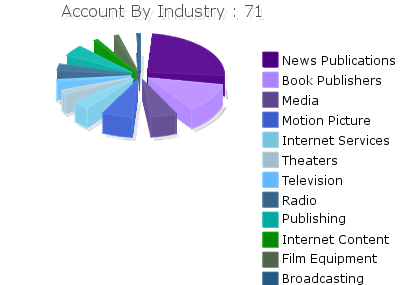 Account By Industry : 71
News Publications
Book Publishers
Media
Motion Picture
Internet Services
Theaters
Television
Radio
Publishing
Internet Content
Film Equipment
Broadcasting